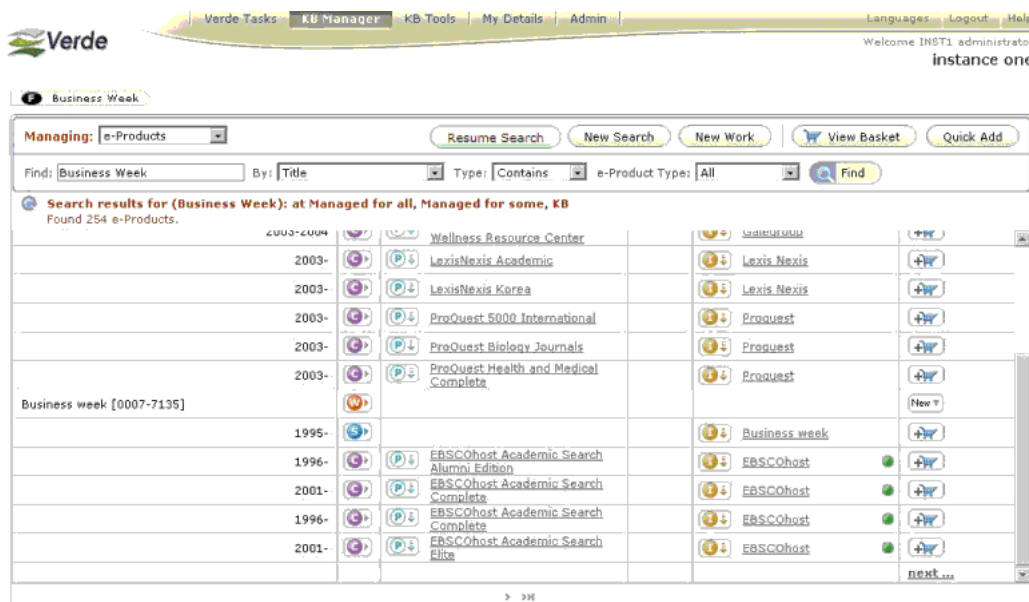 Verde Tasks KB Manager KB Tools My Details Admin Languages Logout Help
Verde
Welcome INST1 administrato
instance one
F Business Week
Managing: e-Products Resume Search New Search New Work View Basket Quick Add
Find: Business Week By: Title Type: Contains e-Product Type: All Find
Search results for (Business Week): at Managed for all, Managed for some, KB
Found 254 e-Products.
2003-2004 C P Wellness Resource Center I Galegroup
2003- C P LexisNexis Academic I Lexis Nexis
2003- C P LexisNexis Korea I Lexis Nexis
2003- C P ProQuest 5000 International I Proquest
2003- C P ProQuest Biology Journals I Proquest
2003- C P ProQuest Health and Medical I Proquest
Complete
Business week [0007-7135] W New
1995- S I Business week
1996- C P EBSCOhost Academic Search I EBSCOhost
Alumni Edition
2001- C P EBSCOhost Academic Search I EBSCOhost
Complete
1996- C P EBSCOhost Academic Search I EBSCOhost
Complete
2001- C P EBSCOhost Academic Search I EBSCOhost
Elite
next ...